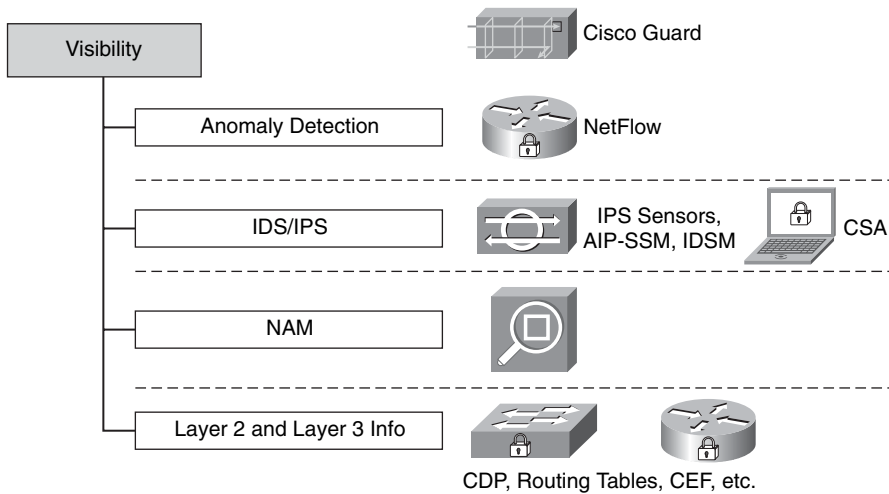 Visibility
Cisco Guard
Anomaly Detection
NetFlow
IDS/IPS
IPS Sensors,
AIP-SSM, IDSM
CSA
NAM
Layer 2 and Layer 3 Info
CDP, Routing Tables, CEF, etc.